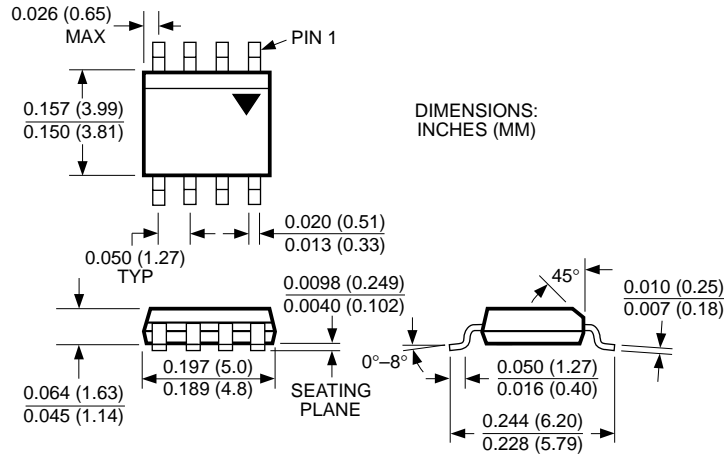 0.026 (0.65)
MAX
PIN 1
0.157 (3.99)
0.150 (3.81)
DIMENSIONS:
INCHES (MM)
0.050 (1.27)
TYP
0.020 (0.51)
0.013 (0.33)
0.0098 (0.249)
0.0040 (0.102)
0.064 (1.63)
0.045 (1.14)
0.197 (5.0)
0.189 (4.8)
SEATING
PLANE
45°
0.010 (0.25)
0.007 (0.18)
0°–8°
0.050 (1.27)
0.016 (0.40)
0.244 (6.20)
0.228 (5.79)